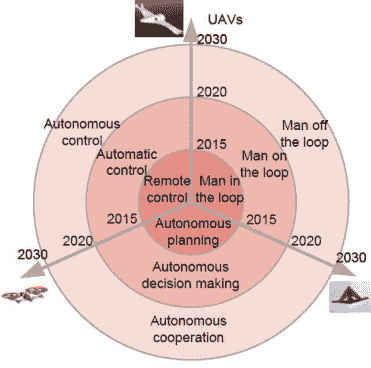 UAVs
2030
2020
2015
Autonomous
control
Automatic
control
Remote
control
Man in
the loop
Man on
the loop
Man off
the loop
2015
2020
2030
2015
2020
2030
Autonomous
planning
Autonomous
decision making
Autonomous
cooperation